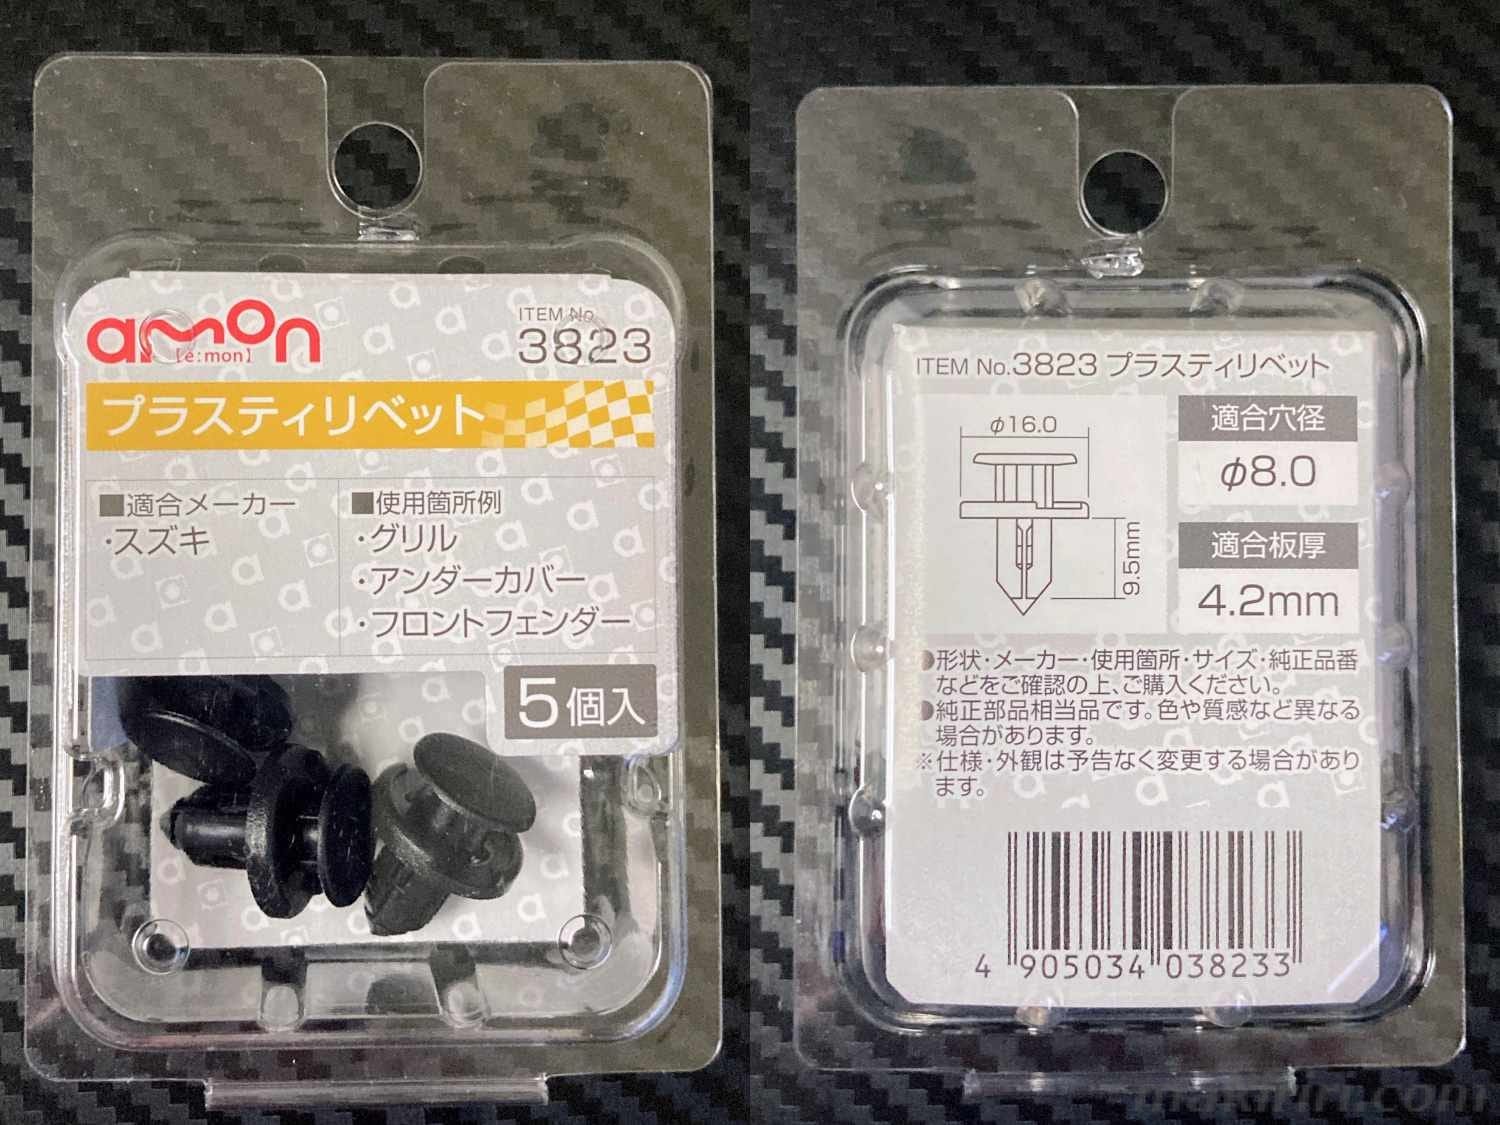 amon
[é:mon]
ITEM No.
3823
プラスティリベット
■適合メーカー
・スズキ
■使用箇所例
・グリル
・アンダーカバー
・フロントフェンダー
5個入
ITEM No.3823 プラスティリベット
φ16.0
9.5mm
適合穴径
φ8.0
適合板厚
4.2mm
●形状・メーカー・使用箇所・サイズ・純正品番
などをご確認の上、ご購入ください。
●純正部品相当品です。色や質感など異なる
場合があります。
※仕様・外観は予告なく変更する場合があり
ます。
4 905034 038233
makiriri.com